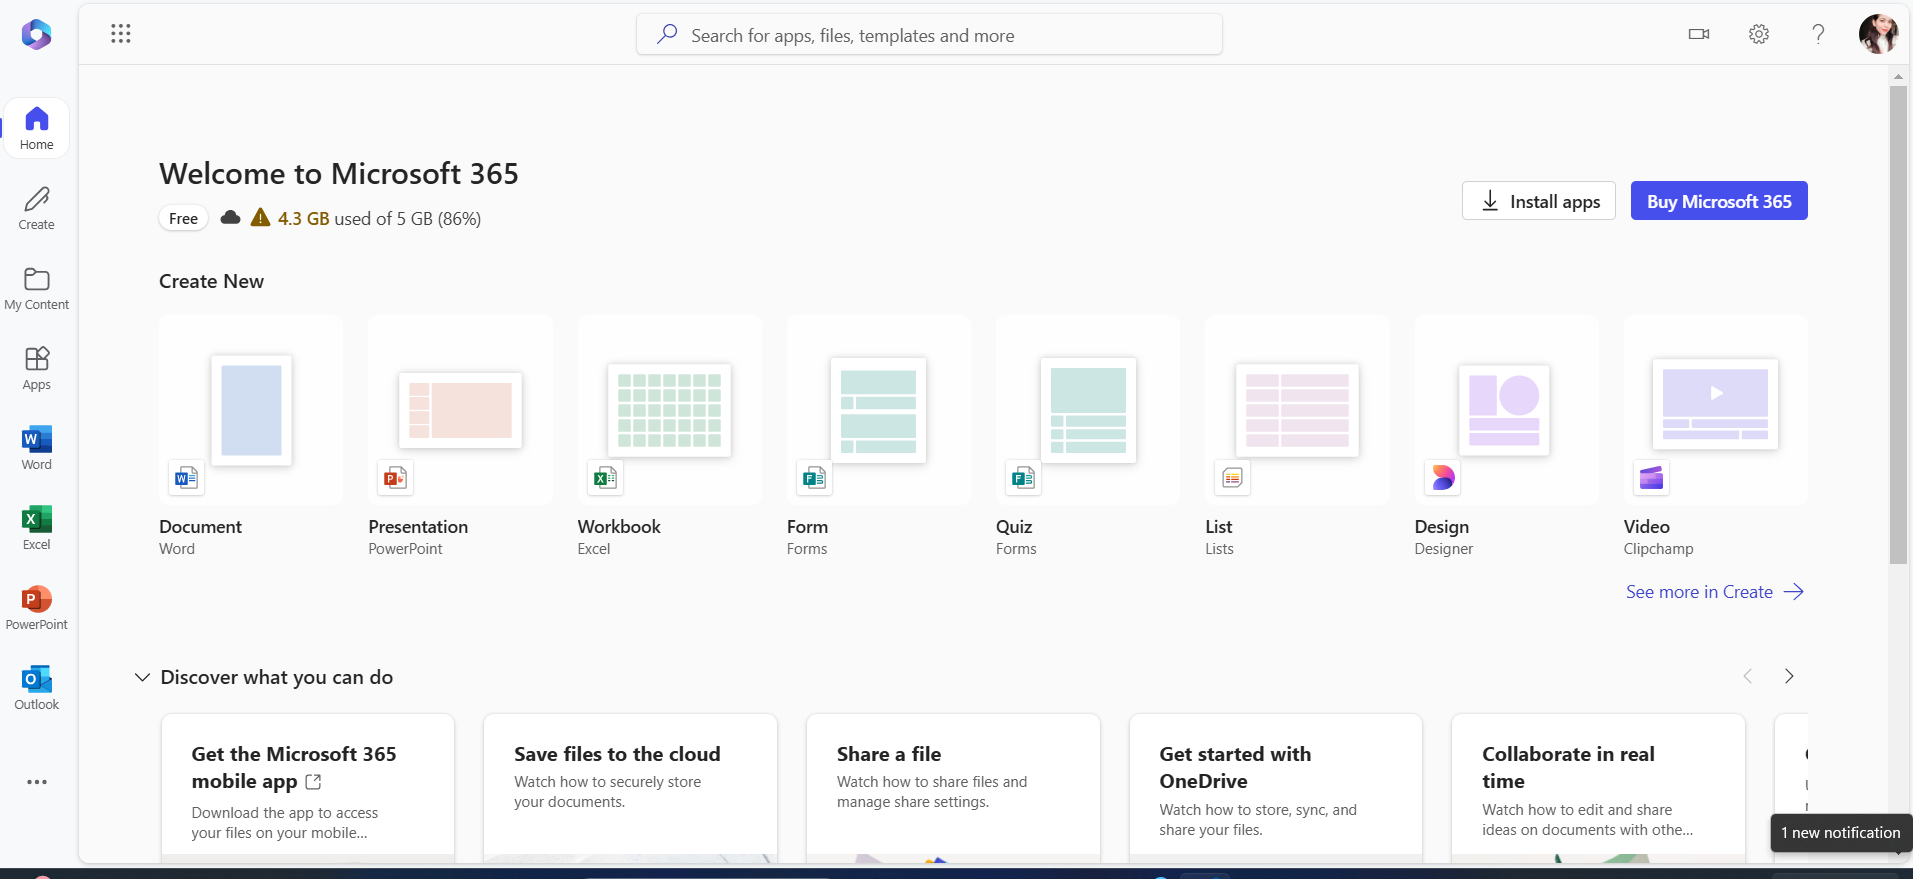 Search for apps, files, templates and more
Home
Create
My Content
Apps
Word
Excel
PowerPoint
Outlook
Welcome to Microsoft 365
Free 4.3 GB used of 5 GB (86%)
Install apps
Buy Microsoft 365
Create New
Document
Word
Presentation
PowerPoint
Workbook
Excel
Form
Forms
Quiz
Forms
List
Lists
Design
Designer
Video
Clipchamp
See more in Create
Discover what you can do
Get the Microsoft 365
mobile app
Download the app to access
your files on your mobile...
Save files to the cloud
Watch how to securely store
your documents.
Share a file
Watch how to share files and
manage share settings.
Get started with
OneDrive
Watch how to store, sync, and
share your files.
Collaborate in real
time
Watch how to edit and share
ideas on documents with othe...
1 new notification